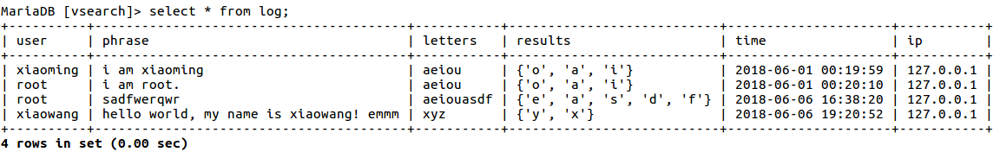 MariaDB [vsearch]> select * from log;
+----------+----------------------------------------+-----------+---------------------------+---------------------+-----------+
| user     | phrase                                 | letters   | results                   | time                | ip        |
+----------+----------------------------------------+-----------+---------------------------+---------------------+-----------+
| xiaoming | i am xiaoming                          | aeiou     | {'o', 'a', 'i'}           | 2018-06-01 00:19:59 | 127.0.0.1 |
| root     | i am root.                             | aeiou     | {'o', 'a', 'i'}           | 2018-06-01 00:20:10 | 127.0.0.1 |
| root     | sadfwerqwr                             | aeiouasdf | {'e', 'a', 's', 'd', 'f'} | 2018-06-06 16:38:20 | 127.0.0.1 |
| xiaowang | hello world, my name is xiaowang! emmm | xyz       | {'y', 'x'}                | 2018-06-06 19:20:52 | 127.0.0.1 |
+----------+----------------------------------------+-----------+---------------------------+---------------------+-----------+
4 rows in set (0.00 sec)